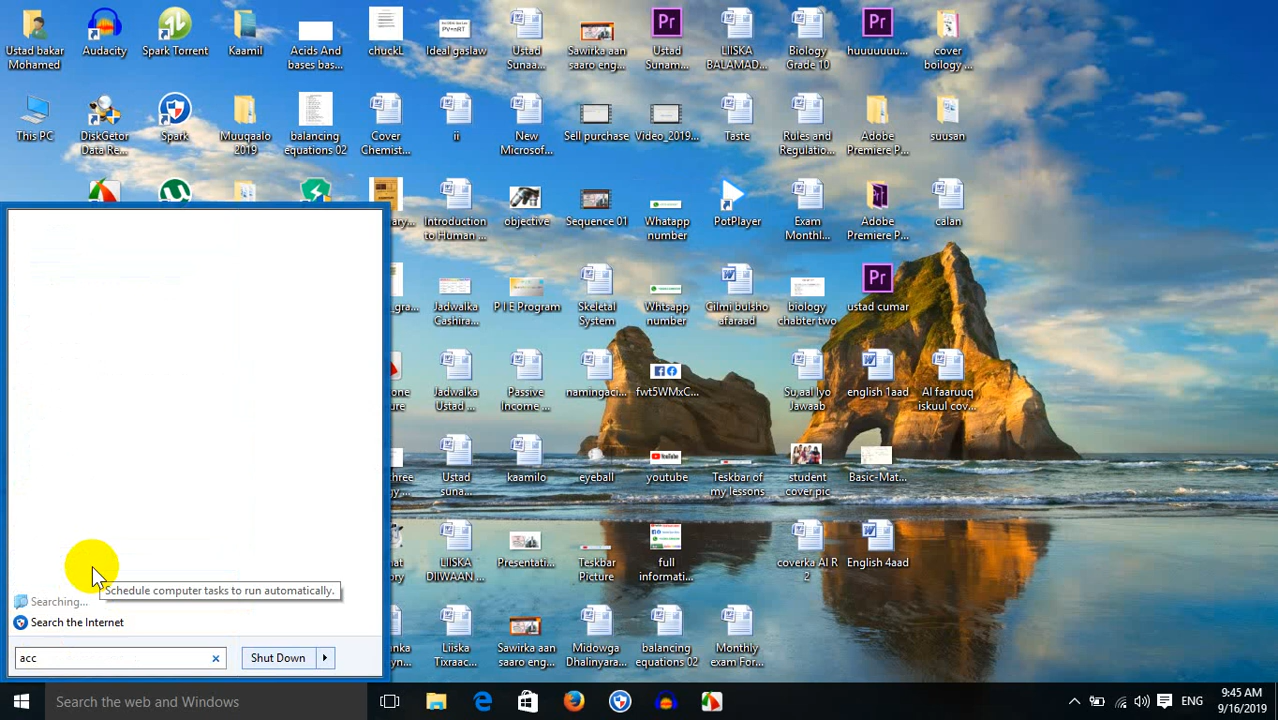 Ustad bakar
Mohamed
Audacity
Spark Torrent
Kaamil
Acids And
bases bas...
chuckL
Ideal gaslaw
Ustad
Sunaa...
Sawirka aan
saaro eng...
Ustad
Sunam...
LIISKA
BALAMAD...
Biology
Grade 10
huuuuuu...
cover
boilogy ...
This PC
DiskGetor
Data Re...
Spark
Muuqaalo
2019
balancing
equations 02
Cover
Chemist...
ii
New
Microsof...
Sell purchase
Video_2019...
Taste
Rules and
Regulatio...
Adobe
Premiere P...
suusan
Introduction
to Human ...
objective
Sequence 01
Whatapp
number
PotPlayer
Exam
Monthl...
Adobe
Premiere P...
calan
Jadwalka
Cashira...
P I E Program
Skeletal
System
Whtsapp
number
Cilmi bulsho
afaraad
biology
chabter two
ustad cumar
Jadwalka
Ustad ...
Passive
Income ...
namingaci...
fwt5WMxC...
Su,aal Iyo
Jawaab
english 1aad
Al faaruuq
iskuul cov...
Ustad
suna...
kaamilo
eyeball
youtube
Teskbar of
my lessons
student
cover pic
Basic-Mat...
LIISKA
DIIWAAN ...
Presentati...
Teskbar
Picture
full
informati...
coverka Al R
2
English 4aad
Liiska
Tixraac...
Sawirka aan
saaro eng...
Midowga
Dhalinyara...
balancing
equations 02
Monthly
exam For...
Schedule computer tasks to run automatically.
Searching...
Search the Internet
acc
Shut Down
Search the web and Windows
ENG
9:45 AM
9/16/2019